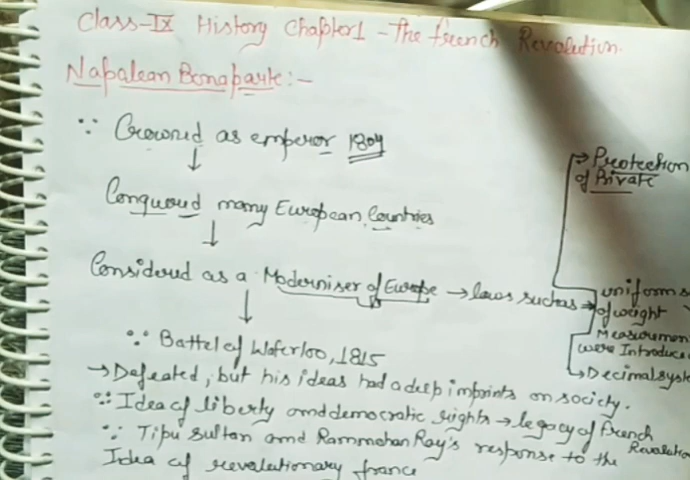 Class-IX History Chapter1 - The French Revolution.
Napalean Bonaparte:-
∵ Crowned as emperor 1804
→ Protection
of Private
↓
Conquord many European Countries
↓
Considered as a Moderniser of Europe → laws such as →
uniform s
of weight
Measuremen
were Introduce
→ Decimal syst
↓
∵ Battel of Waterloo, 1815
→ Defeated, but his ideas had a deep imprints on society.
∵ Idea of liberty and democratic rights → legacy of French
Revolution
∵ Tipu Sultan and Rammohan Ray's response to the
Idea of revolutionary france